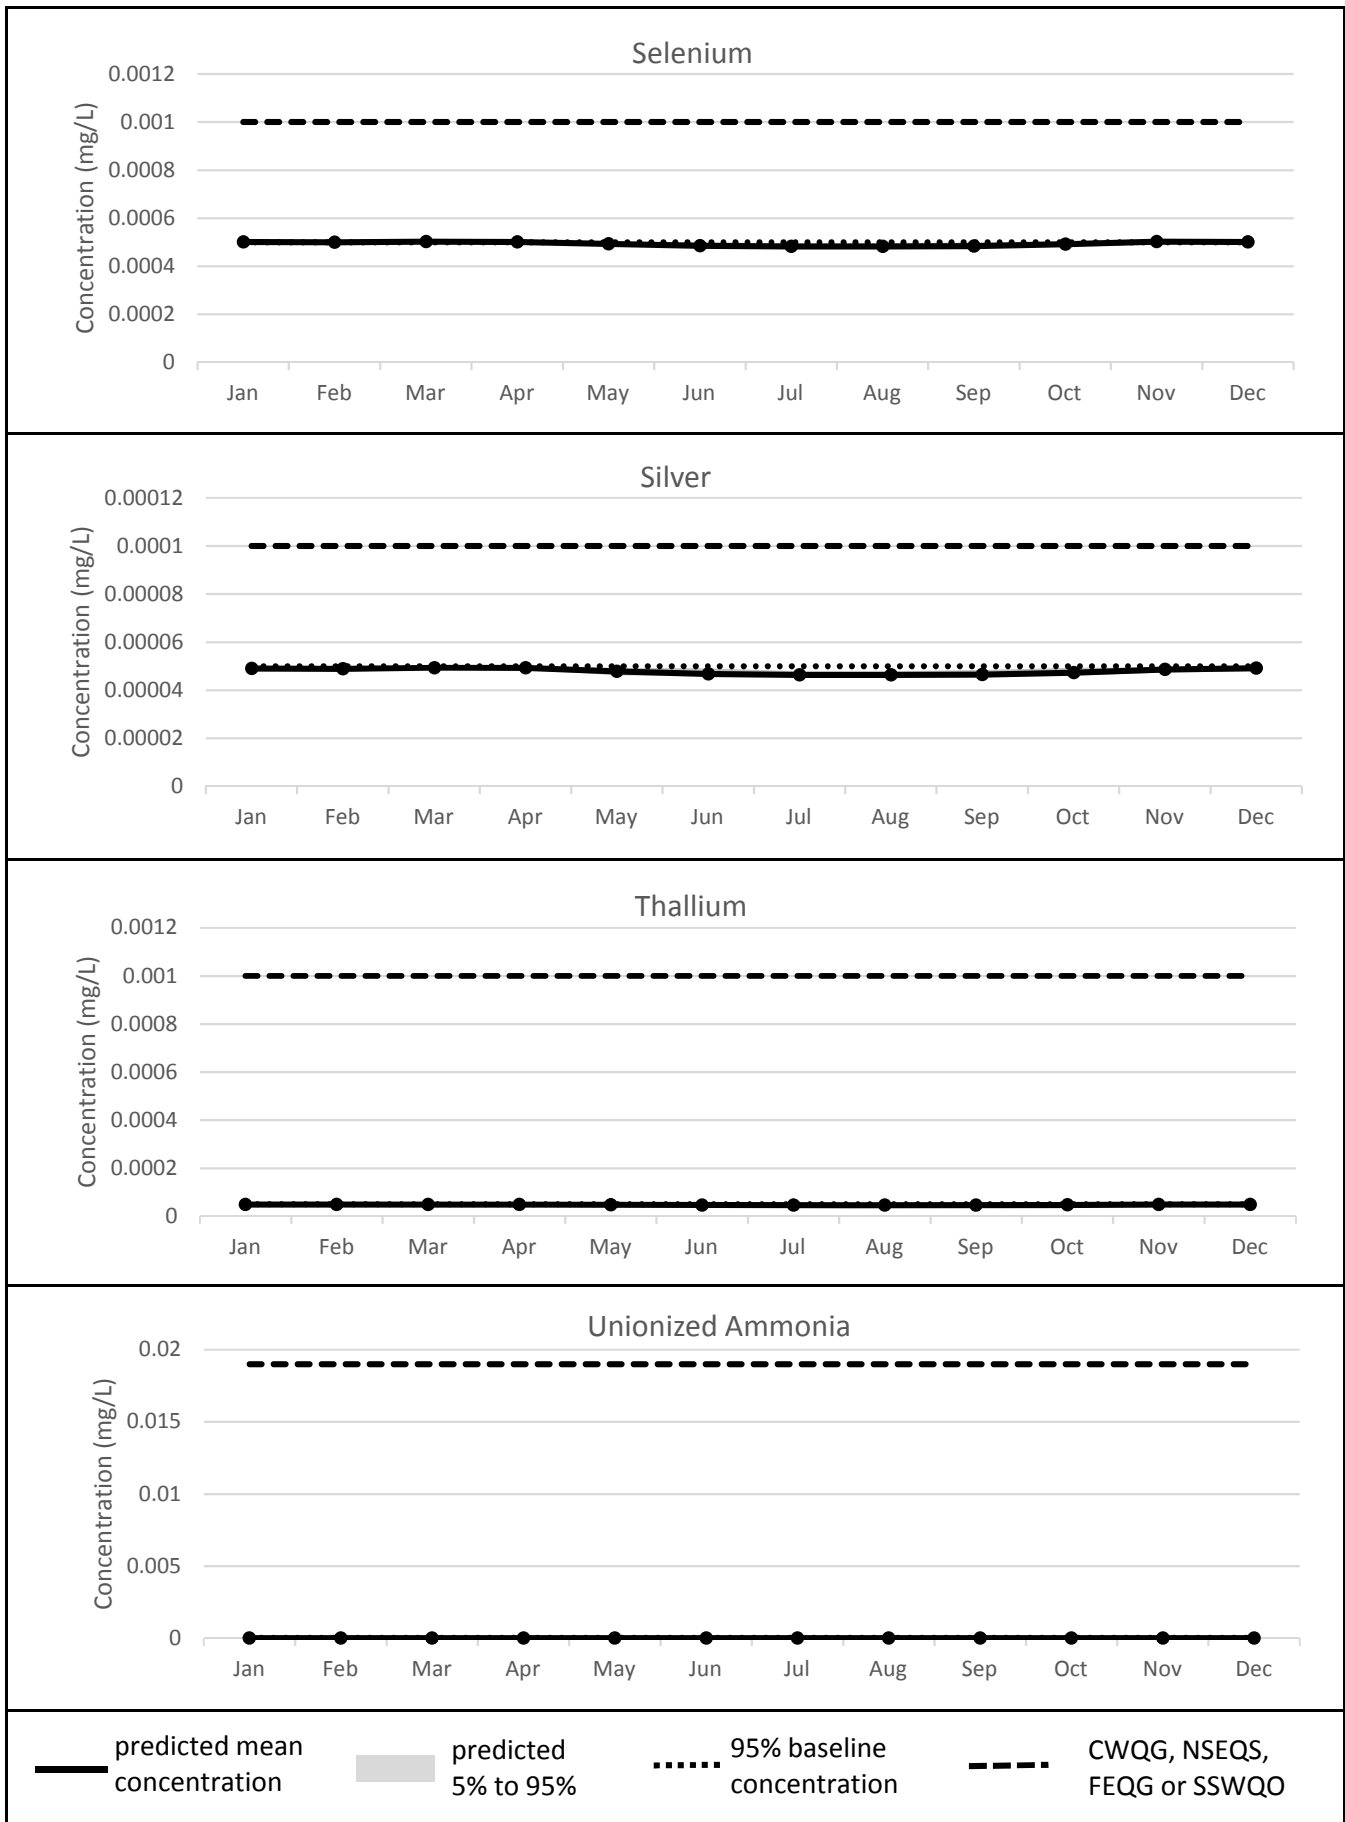 Selenium
Concentration (mg/L)
0.0012
0.001
0.0008
0.0006
0.0004
0.0002
0
Jan Feb Mar Apr May Jun Jul Aug Sep Oct Nov Dec
Silver
Concentration (mg/L)
0.00012
0.0001
0.00008
0.00006
0.00004
0.00002
0
Jan Feb Mar Apr May Jun Jul Aug Sep Oct Nov Dec
Thallium
Concentration (mg/L)
0.0012
0.001
0.0008
0.0006
0.0004
0.0002
0
Jan Feb Mar Apr May Jun Jul Aug Sep Oct Nov Dec
Unionized Ammonia
Concentration (mg/L)
0.02
0.015
0.01
0.005
0
Jan Feb Mar Apr May Jun Jul Aug Sep Oct Nov Dec
predicted mean
concentration
predicted
5% to 95%
95% baseline
concentration
CWQG, NSEQS,
FEQG or SSWQO